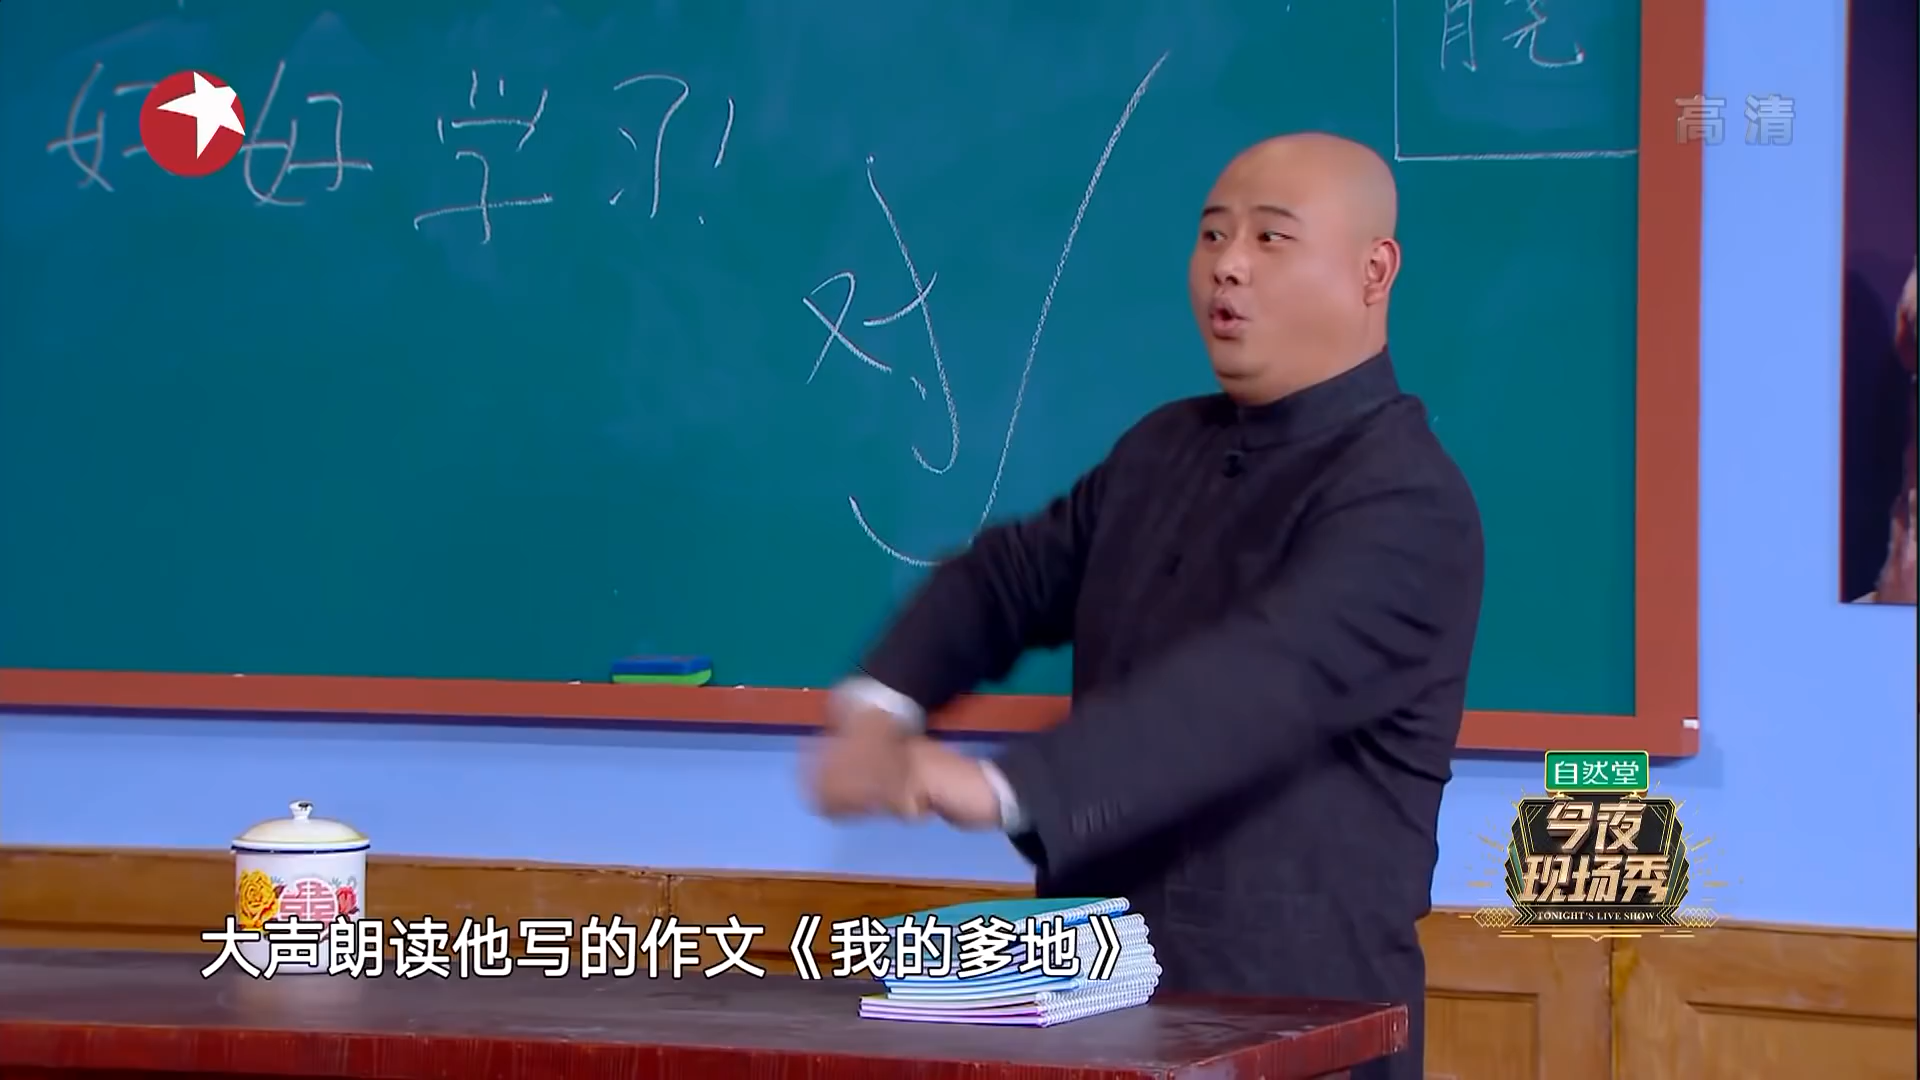 好好学习!
对
高清
自然堂
今夜
现场秀
TONIGHT'S LIVE SHOW
大声朗读他写的作文《我的爹地》